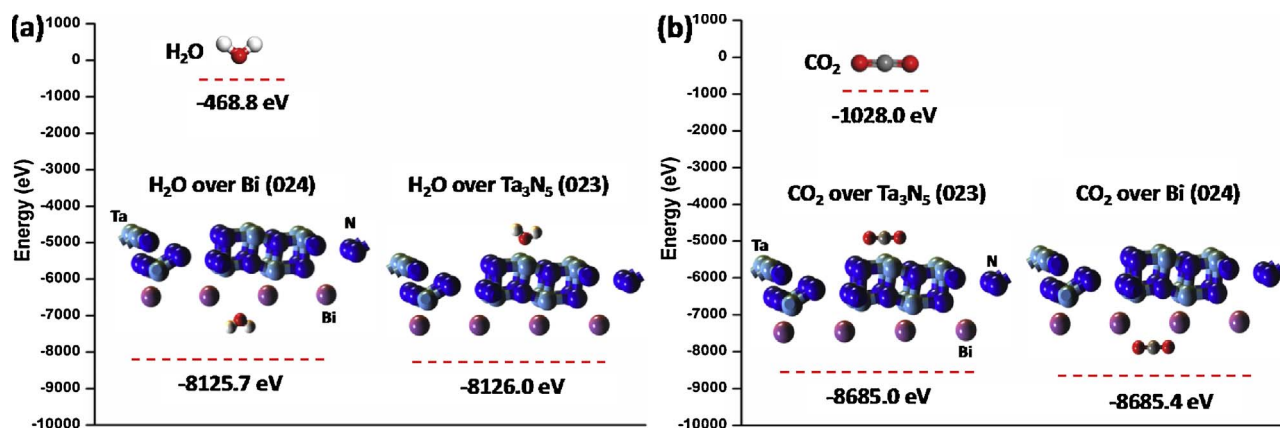 (a)
Energy (eV)
1000
0
-1000
-2000
-3000
-4000
-5000
-6000
-7000
-8000
-9000
-10000
H₂O
-468.8 eV
H₂O over Bi (024)
H₂O over Ta₃N₅ (023)
Ta
N
Bi
-8125.7 eV
-8126.0 eV
(b)
Energy (eV)
1000
0
-1000
-2000
-3000
-4000
-5000
-6000
-7000
-8000
-9000
-10000
CO₂
-1028.0 eV
CO₂ over Ta₃N₅ (023)
CO₂ over Bi (024)
Ta
N
Bi
-8685.0 eV
-8685.4 eV